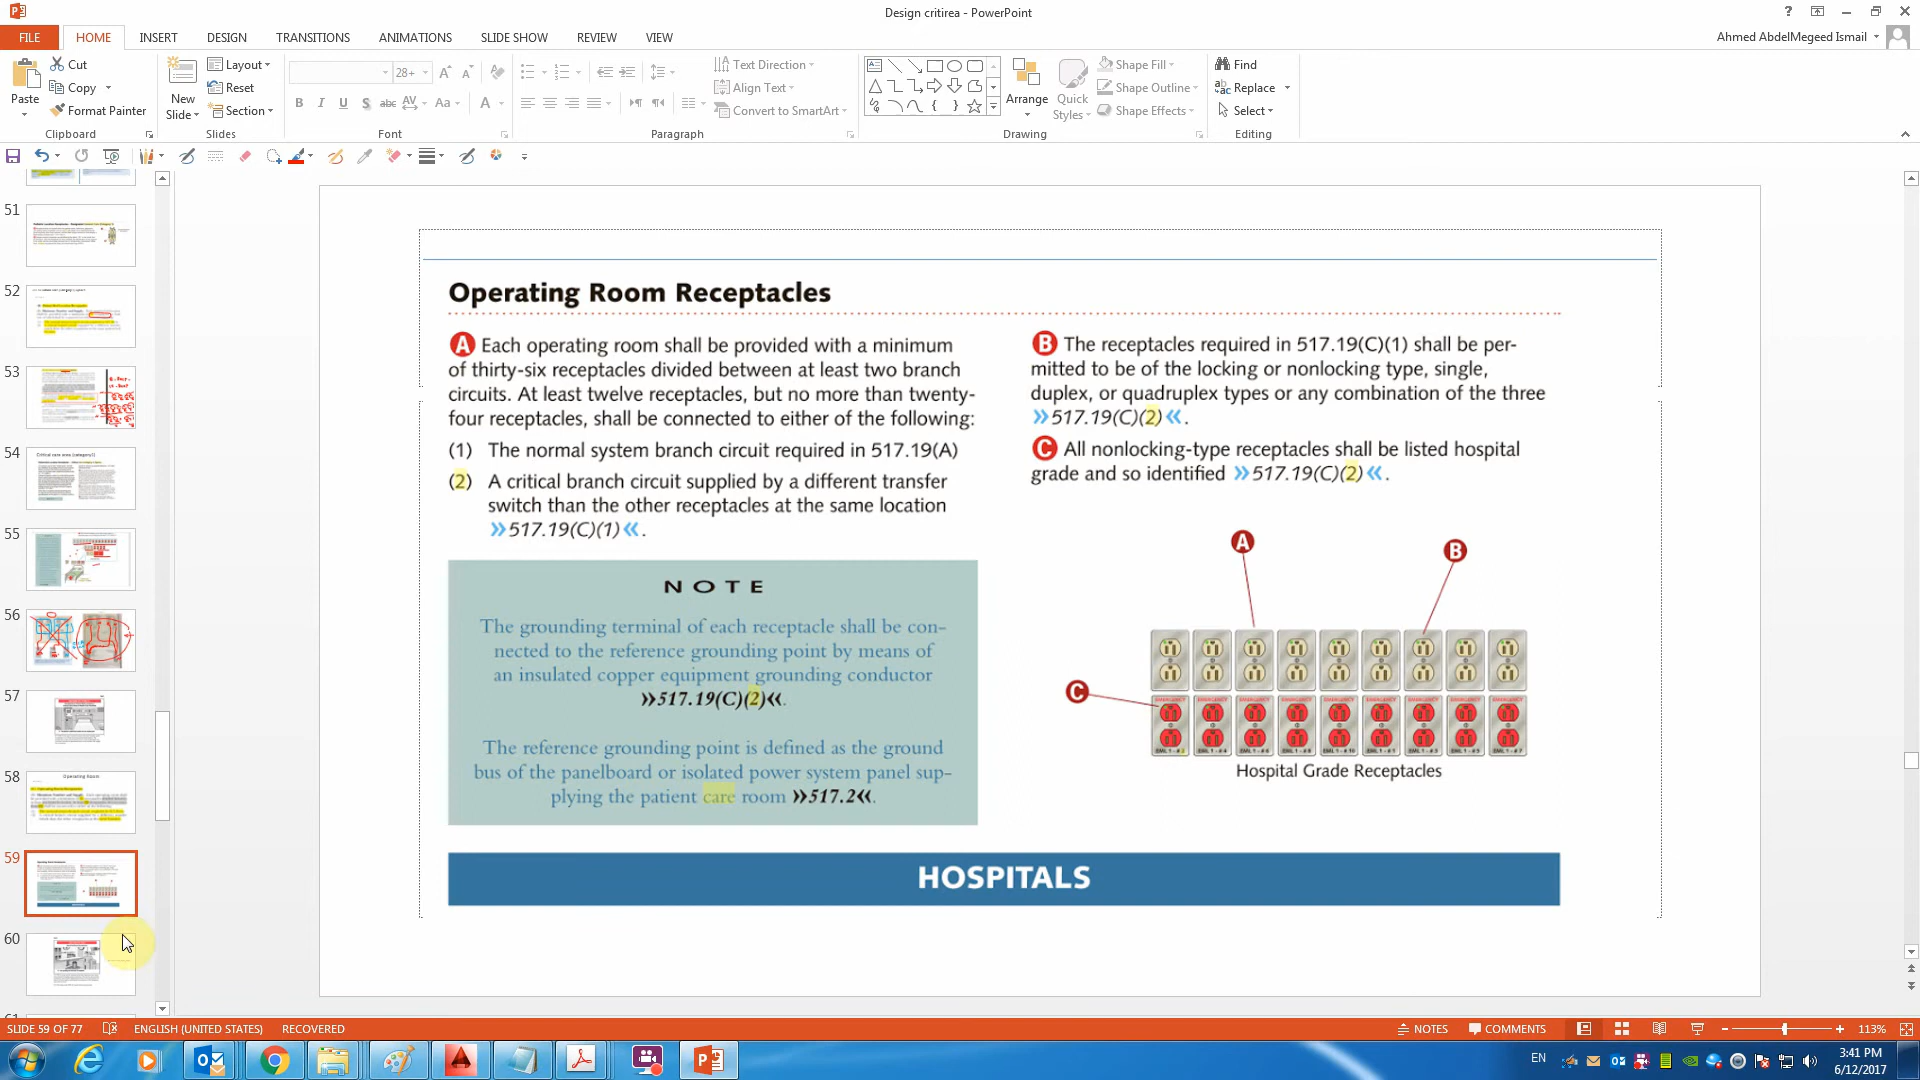 Design critirea - PowerPoint
FILE HOME INSERT DESIGN TRANSITIONS ANIMATIONS SLIDE SHOW REVIEW VIEW
Ahmed AbdelMegeed Ismail
Paste
Cut
Copy
Format Painter
Clipboard
New Slide
Layout
Reset
Section
Slides
28+
Font
Text Direction
Align Text
Convert to SmartArt
Paragraph
Arrange
Quick Styles
Shape Fill
Shape Outline
Shape Effects
Drawing
Find
Replace
Select
Editing
51
52
53
54
55
56
57
58
59
60
Operating Room Receptacles
A Each operating room shall be provided with a minimum
of thirty-six receptacles divided between at least two branch
circuits. At least twelve receptacles, but no more than twenty-
four receptacles, shall be connected to either of the following:
(1) The normal system branch circuit required in 517.19(A)
(2) A critical branch circuit supplied by a different transfer
switch than the other receptacles at the same location
»517.19(C)(1)«.
NOTE
The grounding terminal of each receptacle shall be con-
nected to the reference grounding point by means of
an insulated copper equipment grounding conductor
»517.19(C)(2)«.
The reference grounding point is defined as the ground
bus of the panelboard or isolated power system panel sup-
plying the patient care room »517.2«.
B The receptacles required in 517.19(C)(1) shall be per-
mitted to be of the locking or nonlocking type, single,
duplex, or quadruplex types or any combination of the three
»517.19(C)(2)«.
C All nonlocking-type receptacles shall be listed hospital
grade and so identified »517.19(C)(2)«.
A
B
C
Hospital Grade Receptacles
HOSPITALS
SLIDE 59 OF 77 ENGLISH (UNITED STATES) RECOVERED
NOTES COMMENTS 113%
EN
3:41 PM
6/12/2017